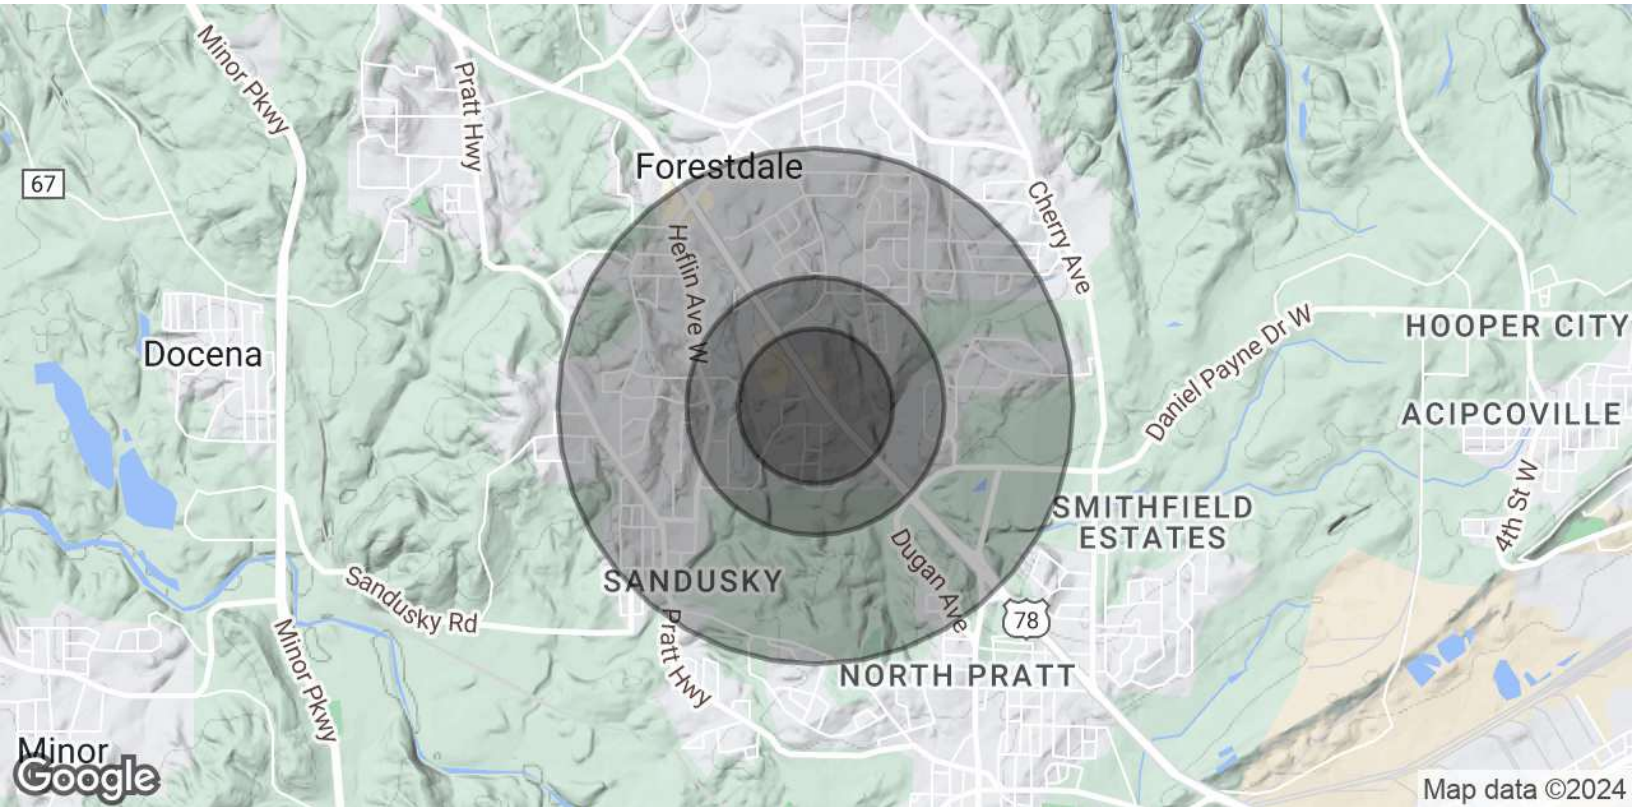 Minor Pkwy
Pratt Hwy
Forestdale
67
Cherry Ave
Heflin Ave W
Docena
Daniel Payne Dr W
HOOPER CITY
ACIPCOVILLE
4th St W
SMITHFIELD
ESTATES
Dugan Ave
SANDUSKY
Sandusky Rd
78
Pratt Hwy
Minor Pkwy
NORTH PRATT
Minor
Google
Map data ©2024